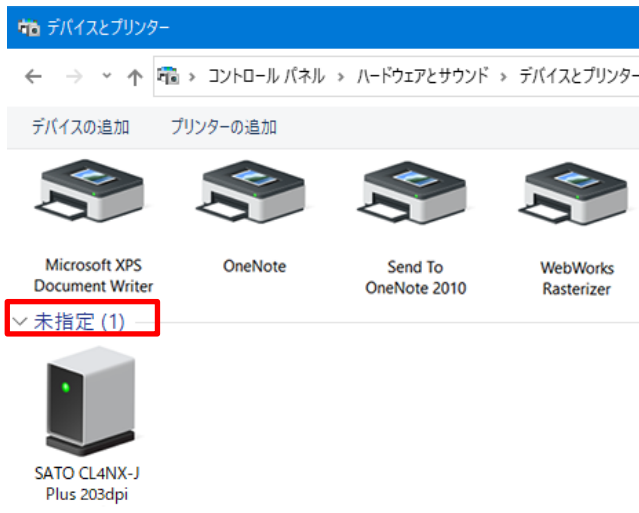 デバイスとプリンター
コントロール パネル › ハードウェアとサウンド › デバイスとプリンター
デバイスの追加 プリンターの追加
Microsoft XPS
Document Writer
OneNote
Send To
OneNote 2010
WebWorks
Rasterizer
未指定 (1)
SATO CL4NX-J
Plus 203dpi